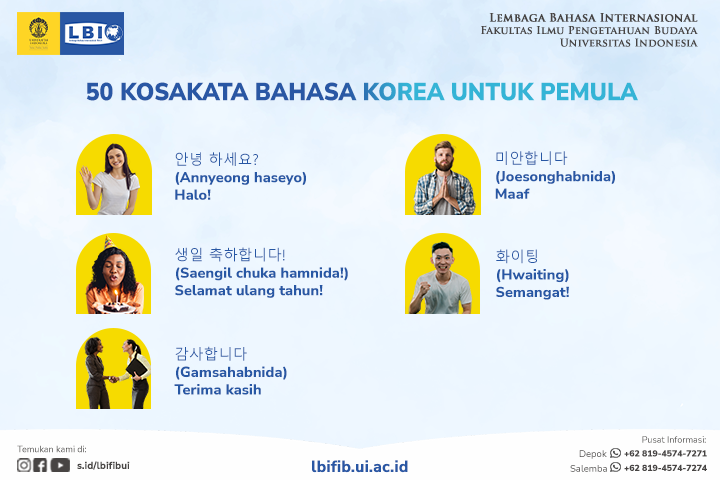 LBI
LEMBAGA BAHASA INTERNASIONAL
FAKULTAS ILMU PENGETAHUAN BUDAYA
UNIVERSITAS INDONESIA
50 KOSAKATA BAHASA KOREA UNTUK PEMULA
안녕 하세요?
(Annyeong haseyo)
Halo!
생일 축하합니다!
(Saengil chuka hamnida!)
Selamat ulang tahun!
감사합니다
(Gamsahabnida)
Terima kasih
미안합니다
(Joesonghabnida)
Maaf
화이팅
(Hwaiting)
Semangat!
Temukan kami di:
s.id/lbifibui
lbifib.ui.ac.id
Pusat Informasi:
Depok +62 819-4574-7271
Salemba +62 819-4574-7274